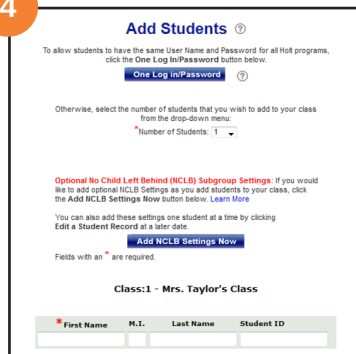 4
Add Students ?
To allow students to have the same User Name and Password for all Holt programs,
click the One Log In/Password button below.
One Log in/Password ?
Otherwise, select the number of students that you wish to add to your class
from the drop-down menu:
*Number of Students: 1
Optional No Child Left Behind (NCLB) Subgroup Settings: If you would
like to add optional NCLB Settings as you add students to your class, click
the Add NCLB Settings Now button below. Learn More
You can also add these settings one student at a time by clicking
Edit a Student Record at a later date.
Add NCLB Settings Now
Fields with an * are required.
Class:1 - Mrs. Taylor's Class
*First Name M.I. Last Name Student ID